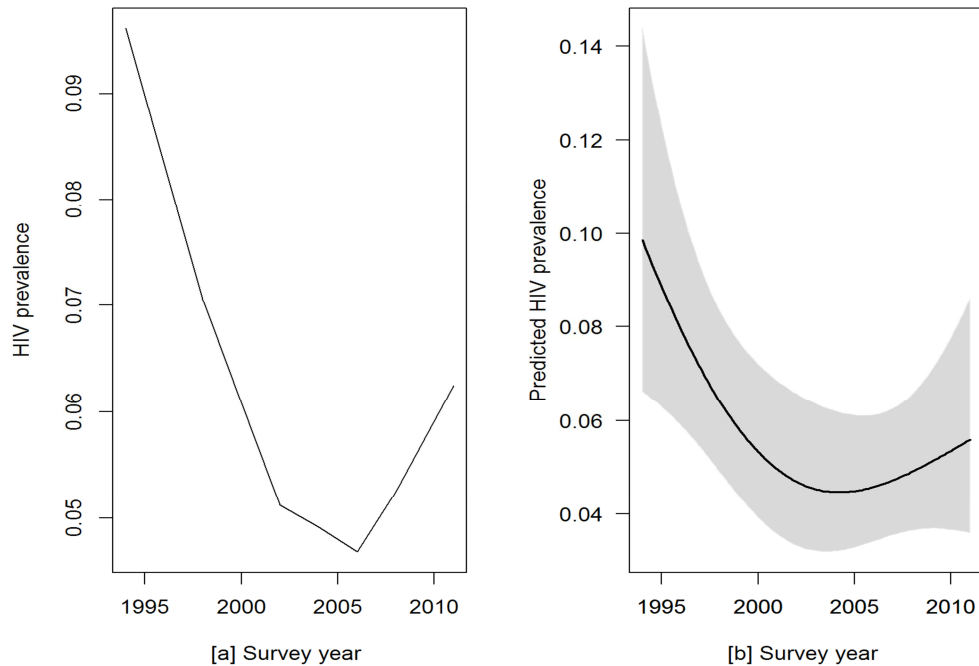 HIV prevalence
0.09
0.08
0.07
0.06
0.05
1995 2000 2005 2010
[a] Survey year
Predicted HIV prevalence
0.14
0.12
0.10
0.08
0.06
0.04
1995 2000 2005 2010
[b] Survey year